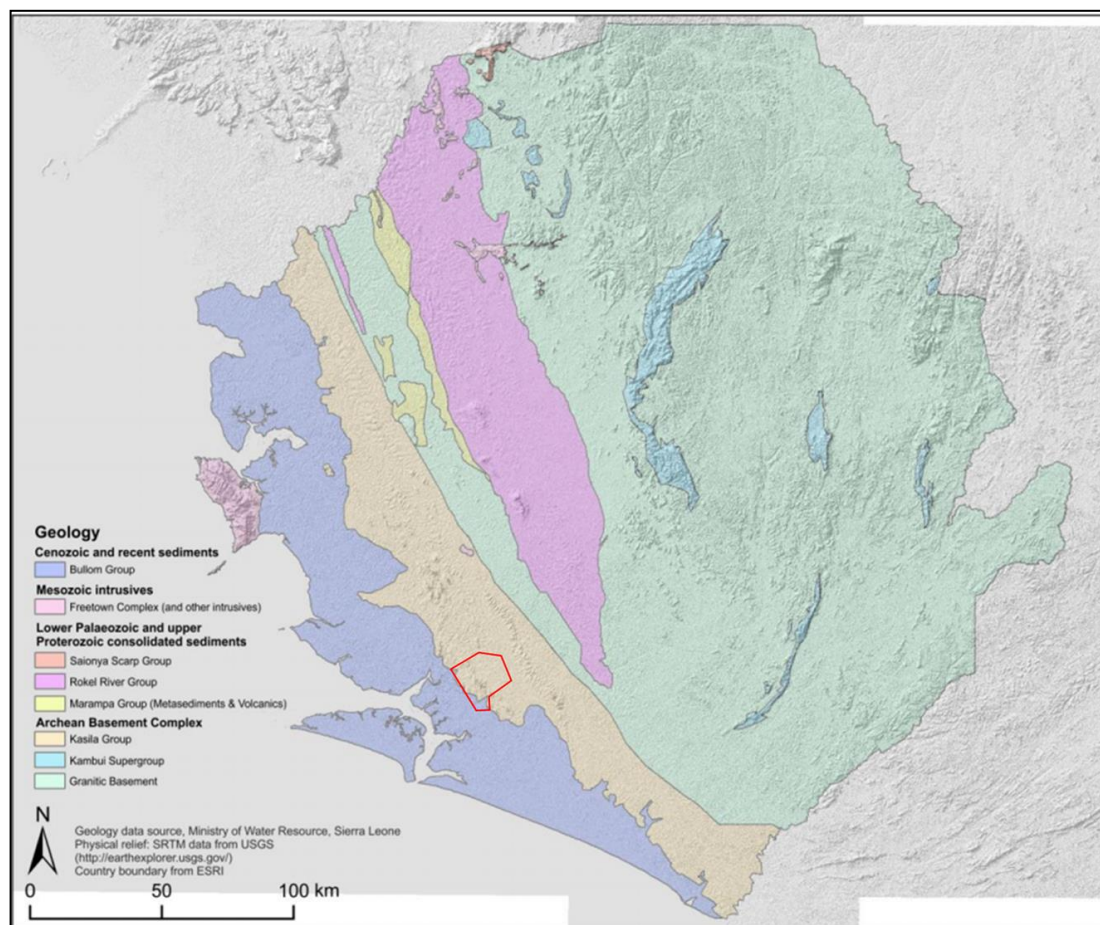 Geology
Cenozoic and recent sediments
Bullom Group
Mesozoic intrusives
Freetown Complex (and other intrusives)
Lower Palaeozoic and upper
Proterozoic consolidated sediments
Saionya Scarp Group
Rokel River Group
Marampa Group (Metasediments & Volcanics)
Archean Basement Complex
Kasila Group
Kambui Supergroup
Granitic Basement
N
Geology data source, Ministry of Water Resource, Sierra Leone
Physical relief: SRTM data from USGS
(http://earthexplorer.usgs.gov/)
Country boundary from ESRI
0 50 100 km